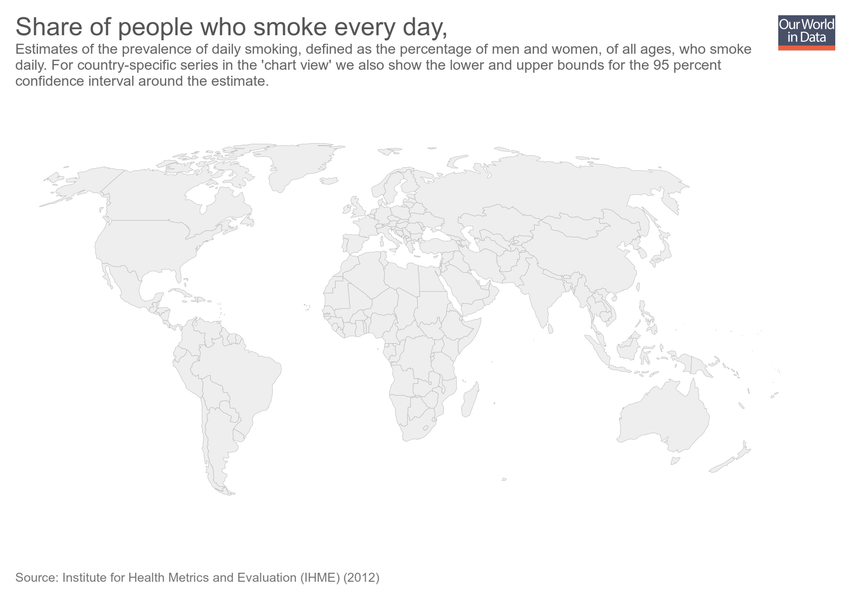 Share of people who smoke every day,
Our World
in Data
Estimates of the prevalence of daily smoking, defined as the percentage of men and women, of all ages, who smoke
daily. For country-specific series in the 'chart view' we also show the lower and upper bounds for the 95 percent
confidence interval around the estimate.
Source: Institute for Health Metrics and Evaluation (IHME) (2012)